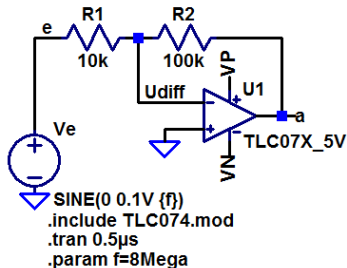 R1 R2
e
10k 100k
VP
Udiff U1
a
Ve
TLC07X_5V
VN
SINE(0 0.1V {f})
.include TLC074.mod
.tran 0.5µs
.param f=8Mega